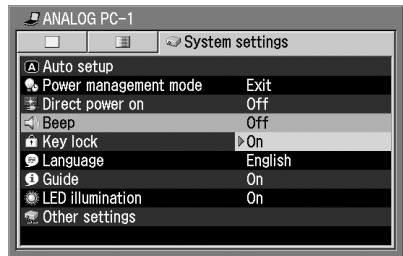 ANALOG PC-1
System settings
A Auto setup
Power management mode Exit
Direct power on Off
Beep Off
Key lock On
Language English
Guide On
LED illumination On
Other settings